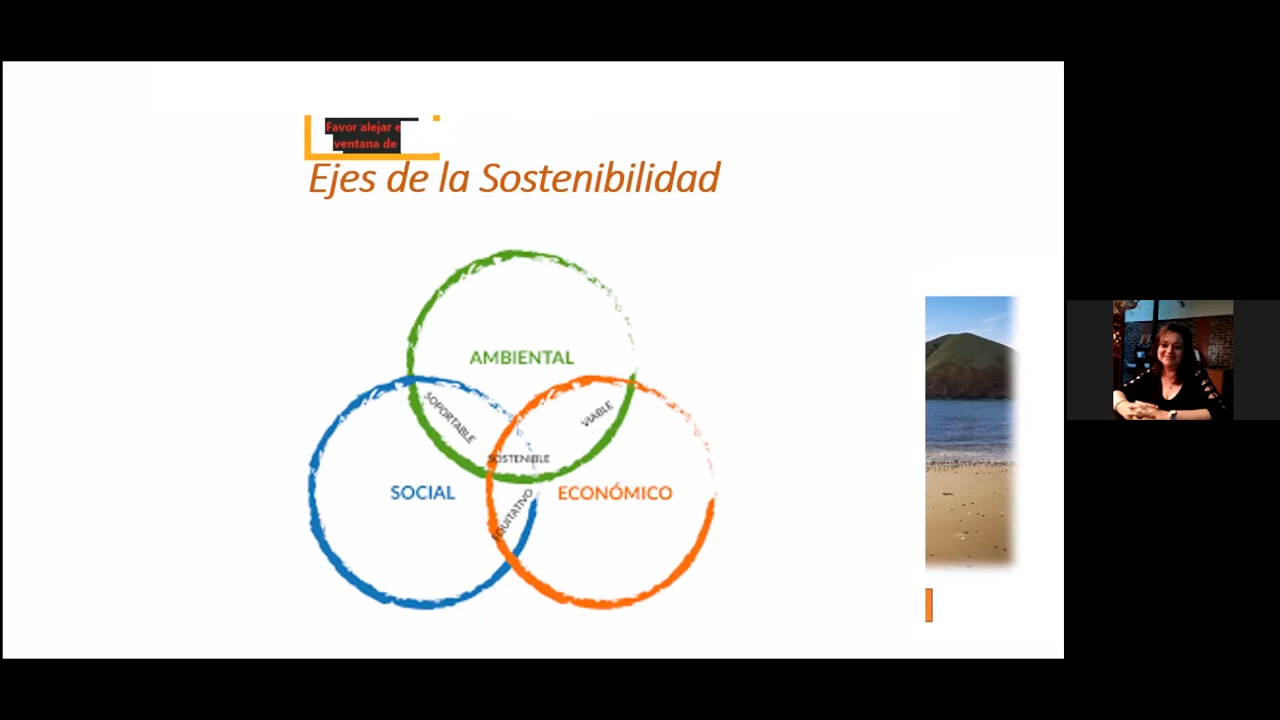 Favor alejar e
ventana de
Ejes de la Sostenibilidad
AMBIENTAL
SOPORTABLE
VIABLE
SOSTENIBLE
SOCIAL
ECONÓMICO
EQUITATIVO